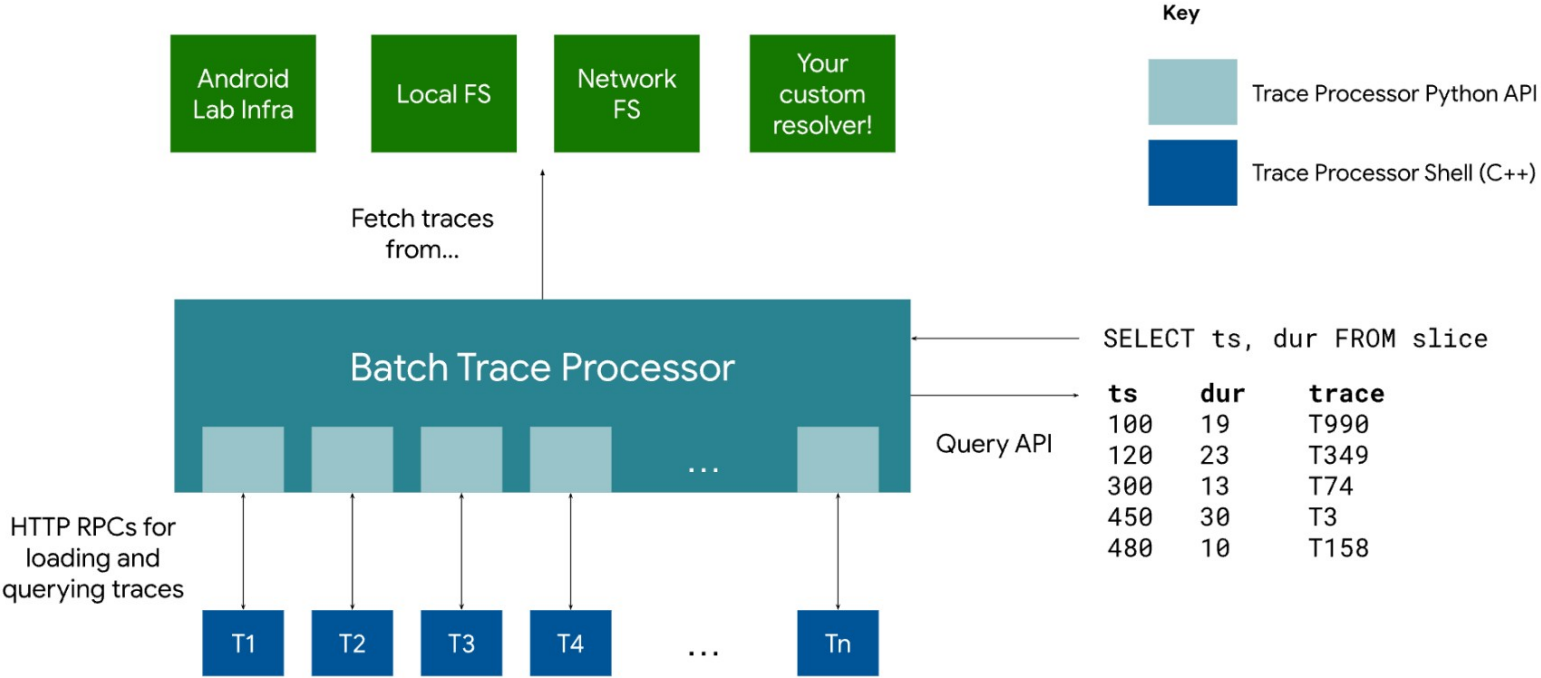 Key
Android
Lab Infra
Local FS
Network
FS
Your
custom
resolver!
Trace Processor Python API
Trace Processor Shell (C++)
Fetch traces
from...
Batch Trace Processor
...
SELECT ts, dur FROM slice
ts dur trace
100 19 T990
120 23 T349
300 13 T74
450 30 T3
480 10 T158
Query API
HTTP RPCs for
loading and
querying traces
T1
T2
T3
T4
...
Tn